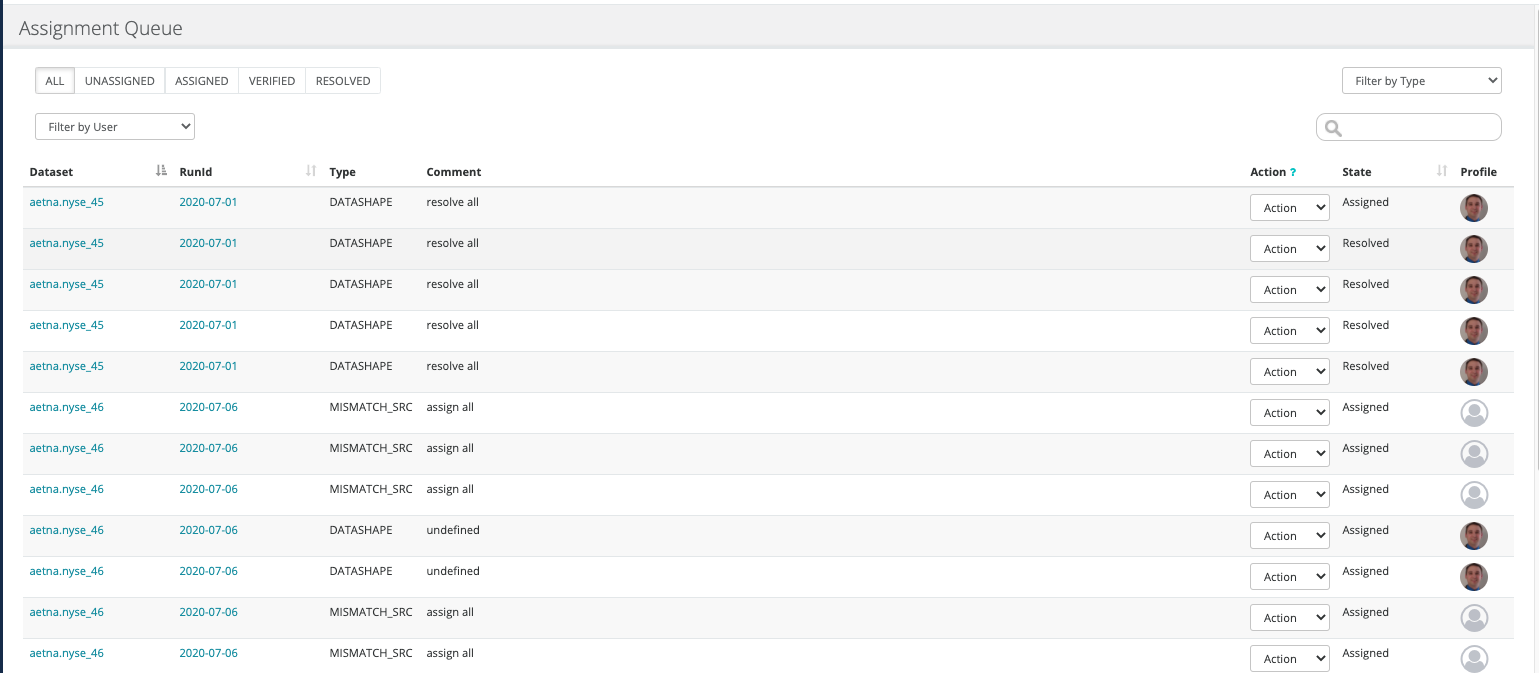 Assignment Queue
ALL UNASSIGNED ASSIGNED VERIFIED RESOLVED Filter by Type
Filter by User
Dataset RunId Type Comment Action ? State Profile
aetna.nyse_45 2020-07-01 DATASHAPE resolve all Action Assigned
aetna.nyse_45 2020-07-01 DATASHAPE resolve all Action Resolved
aetna.nyse_45 2020-07-01 DATASHAPE resolve all Action Resolved
aetna.nyse_45 2020-07-01 DATASHAPE resolve all Action Resolved
aetna.nyse_45 2020-07-01 DATASHAPE resolve all Action Resolved
aetna.nyse_46 2020-07-06 MISMATCH_SRC assign all Action Assigned
aetna.nyse_46 2020-07-06 MISMATCH_SRC assign all Action Assigned
aetna.nyse_46 2020-07-06 MISMATCH_SRC assign all Action Assigned
aetna.nyse_46 2020-07-06 DATASHAPE undefined Action Assigned
aetna.nyse_46 2020-07-06 DATASHAPE undefined Action Assigned
aetna.nyse_46 2020-07-06 MISMATCH_SRC assign all Action Assigned
aetna.nyse_46 2020-07-06 MISMATCH_SRC assign all Action Assigned